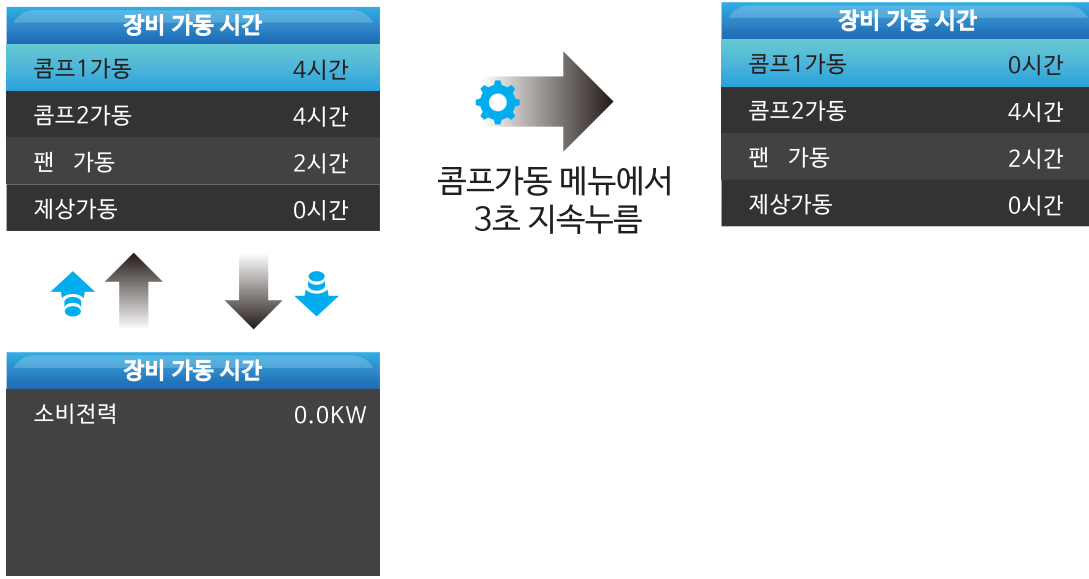 장비 가동 시간
콤프1가동 4시간
콤프2가동 4시간
팬 가동 2시간
제상가동 0시간
콤프가동 메뉴에서
3초 지속누름
장비 가동 시간
콤프1가동 0시간
콤프2가동 4시간
팬 가동 2시간
제상가동 0시간
장비 가동 시간
소비전력 0.0KW